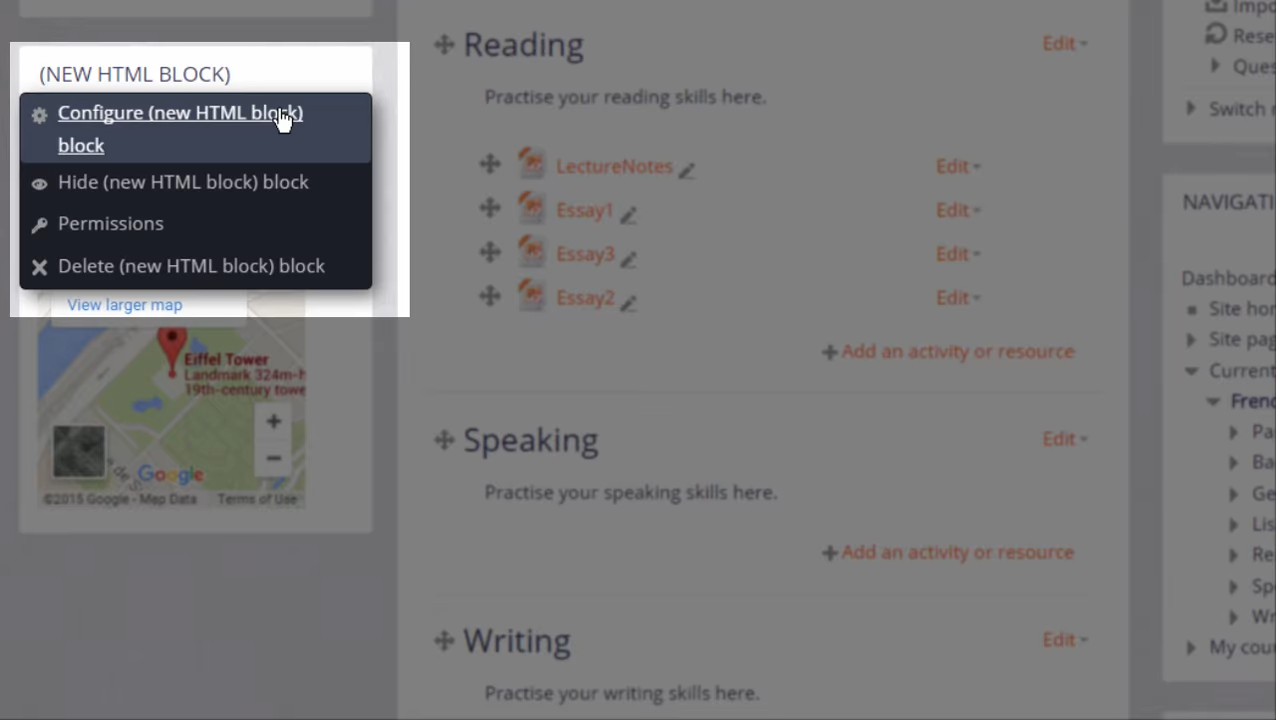 (NEW HTML BLOCK)
Configure (new HTML block)
block
Hide (new HTML block) block
Permissions
Delete (new HTML block) block
View larger map
Eiffel Tower
Landmark 324m-h
19th-century towe
+
−
Google
©2015 Google - Map Data Terms of Use
Reading
Edit
Practise your reading skills here.
LectureNotes Edit
Essay1 Edit
Essay3 Edit
Essay2 Edit
Add an activity or resource
Speaking
Edit
Practise your speaking skills here.
Add an activity or resource
Writing
Edit
Practise your writing skills here.
Impo
Rese
Ques
Switch r
NAVIGATI
Dashboard
Site hor
Site pag
Current
Frenc
Pa
Ba
Ge
Lis
Re
Spe
Wr
My cou